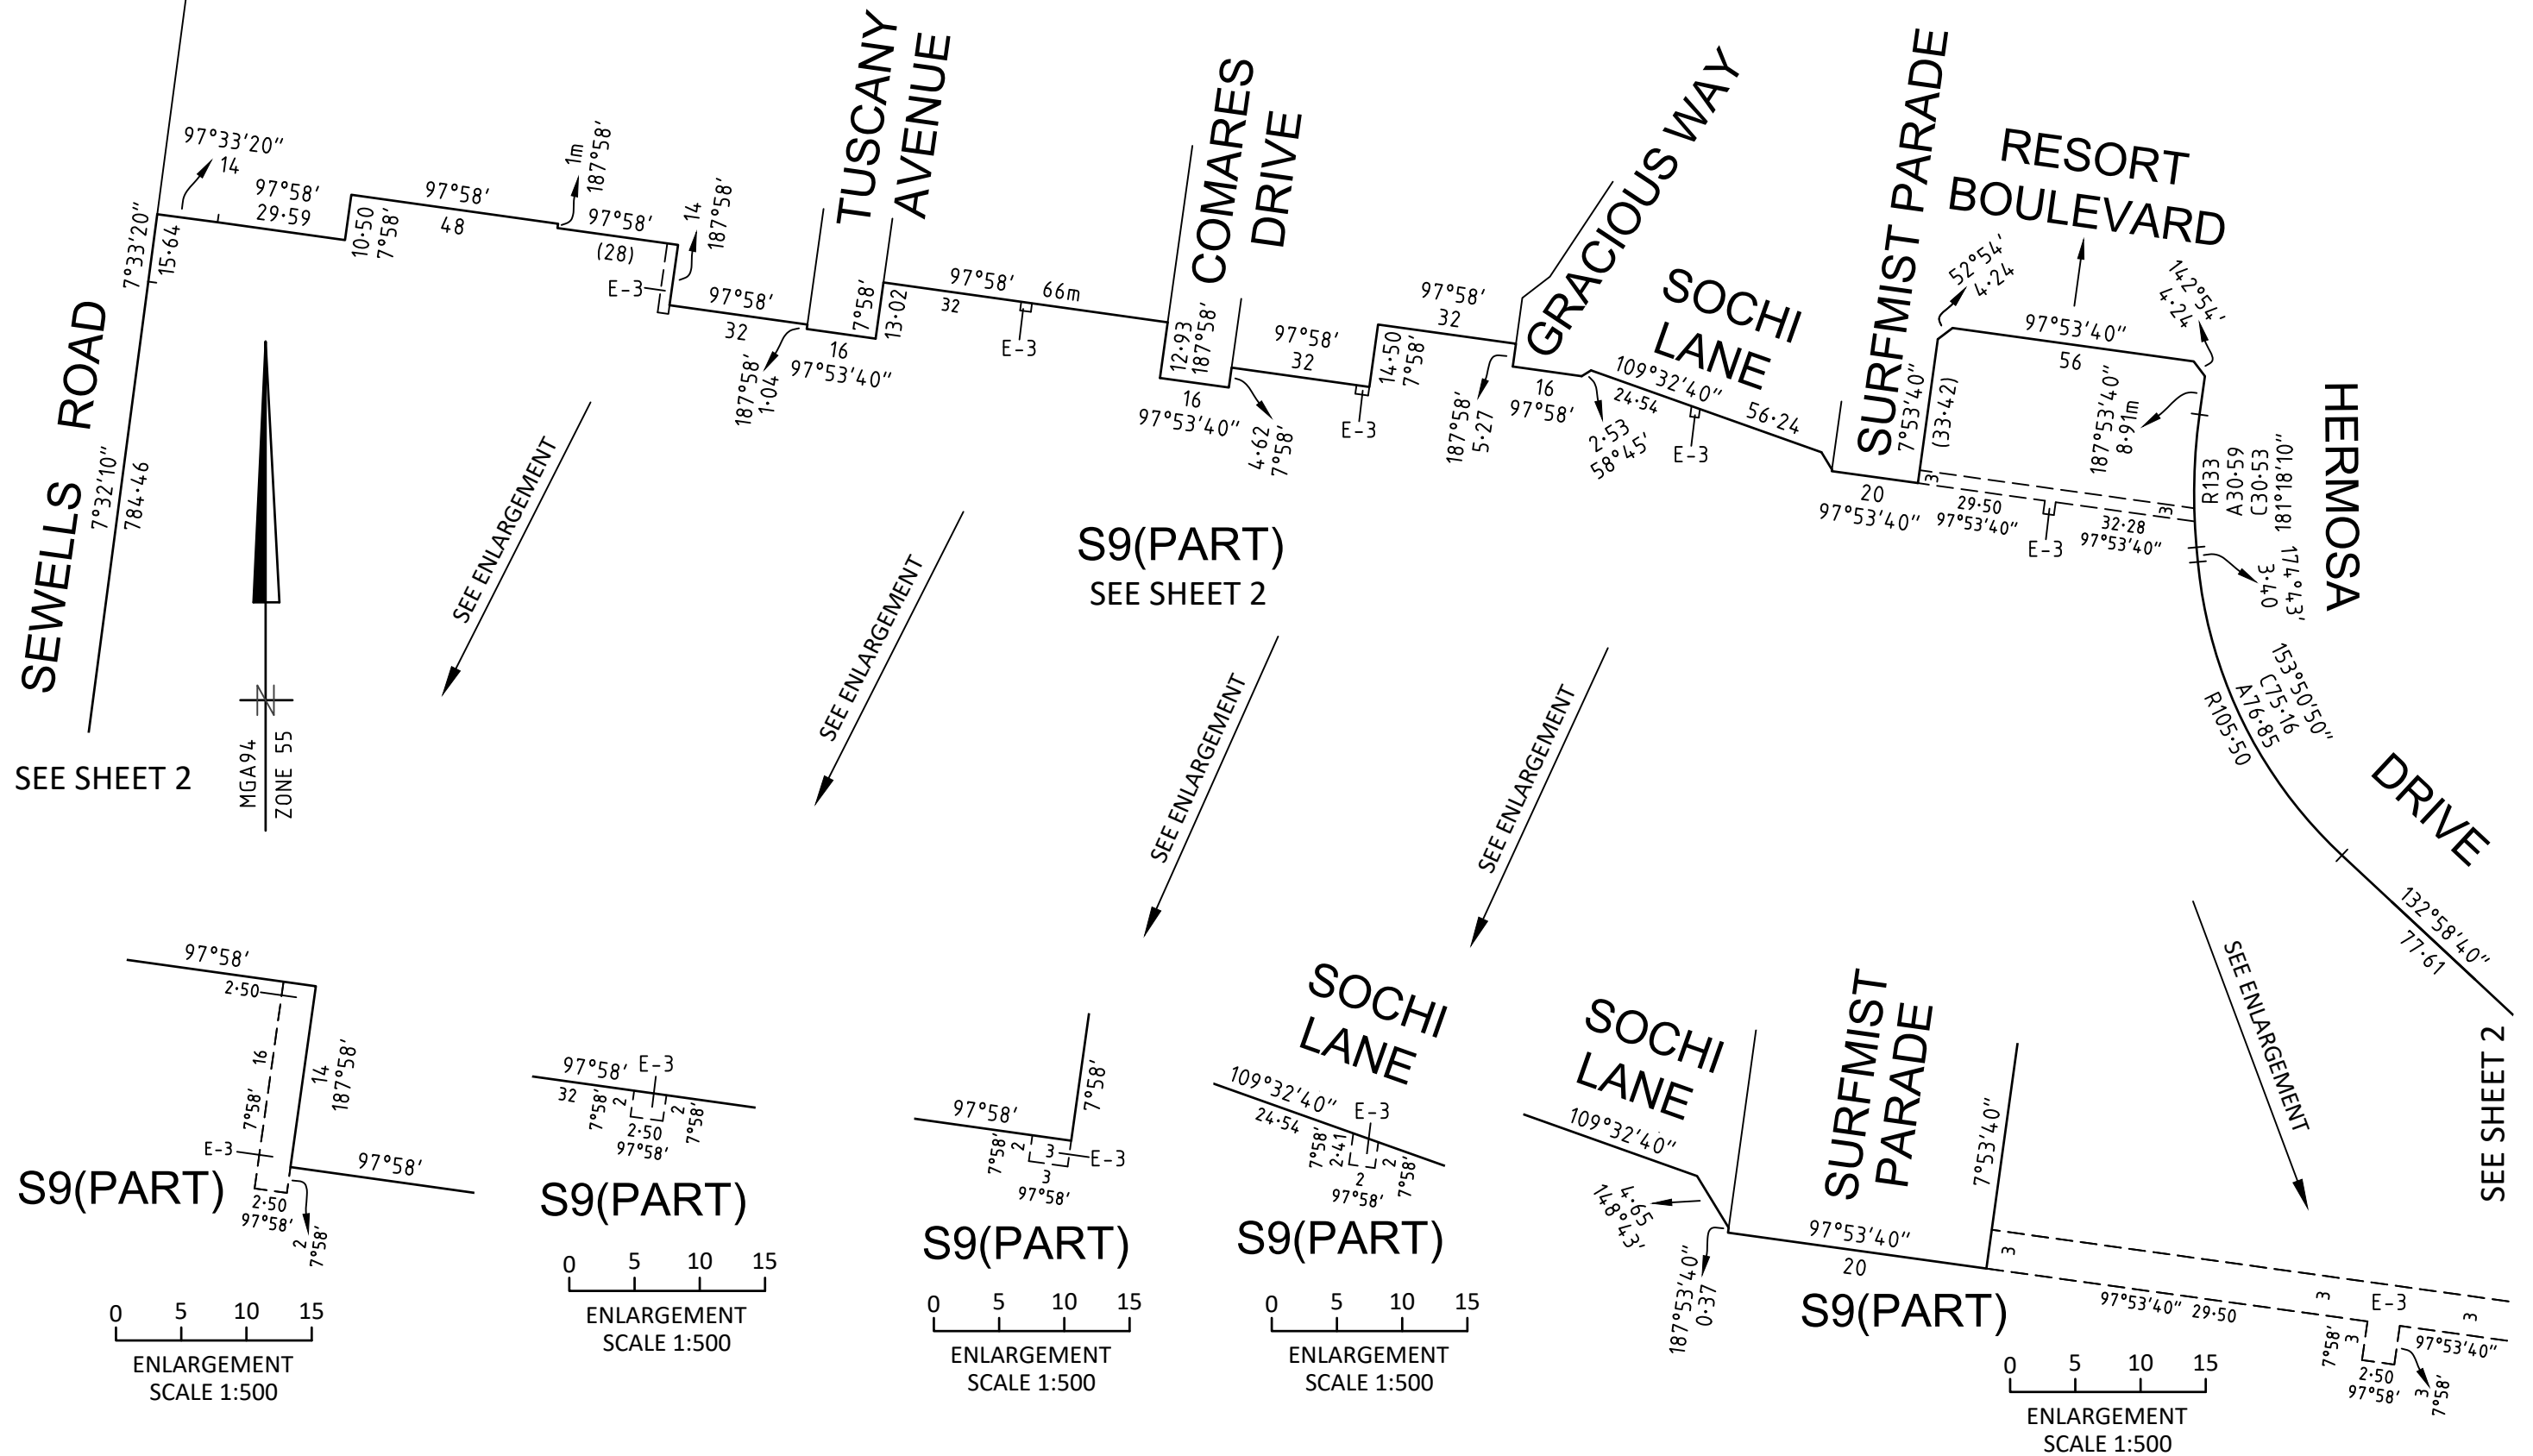 SEWELLS ROAD
7°33'20"
15·64
7°32'10"
784·46
97°33'20"
14
97°58'
29·59
10·50
7°58'
97°58'
48
1m
187°58'
97°58'
(28)
14
187°58'
E-3
97°58'
32
TUSCANY
AVENUE
187°58'
1·04
16
97°53'40"
7°58'
13·02
97°58'
66m
32
E-3
COMARES
DRIVE
12·93
187°58'
16
97°53'40"
4·62
7°58'
97°58'
32
E-3
14·50
7°58'
97°58'
32
GRACIOUS WAY
187°58'
5·27
16
97°58'
2·53
58°45'
SOCHI
LANE
109°32'40"
24·54
56·24
E-3
SURFMIST PARADE
20
97°53'40"
7°53'40"
(33·42)
3
52°54'
4·24
RESORT
BOULEVARD
97°53'40"
56
142°54'
4·24
187°53'40"
8·91m
29·50
97°53'40"
E-3
32·28
97°53'40"
3
R133
A30·59
C30·53
181°18'10"
174°43'
3·40
HERMOSA
DRIVE
153°50'50"
C75·16
A76·85
R105·50
132°58'40"
77·61
SEE SHEET 2
S9(PART)
SEE SHEET 2
SEE ENLARGEMENT
SEE ENLARGEMENT
SEE ENLARGEMENT
SEE ENLARGEMENT
SEE ENLARGEMENT
SEE SHEET 2
MGA94
ZONE 55
N
97°58'
2·50
16
7°58'
14
187°58'
E-3
97°58'
S9(PART)
2·50
97°58'
2
7°58'
0 5 10 15
ENLARGEMENT
SCALE 1:500
97°58'
E-3
32
7°58'
2
2
7°58'
2·50
97°58'
S9(PART)
0 5 10 15
ENLARGEMENT
SCALE 1:500
97°58'
7°58'
7°58'
2
3
E-3
3
97°58'
S9(PART)
0 5 10 15
ENLARGEMENT
SCALE 1:500
SOCHI
LANE
109°32'40"
E-3
24·54
7°58'
2·41
2
7°58'
2
97°58'
S9(PART)
0 5 10 15
ENLARGEMENT
SCALE 1:500
SOCHI
LANE
109°32'40"
4·65
148°43'
187°53'40"
0·37
SURFMIST
PARADE
97°53'40"
20
7°53'40"
3
S9(PART)
97°53'40" 29·50
3
E-3
3
7°58'
3
97°53'40"
2·50
97°58'
3
7°58'
0 5 10 15
ENLARGEMENT
SCALE 1:500